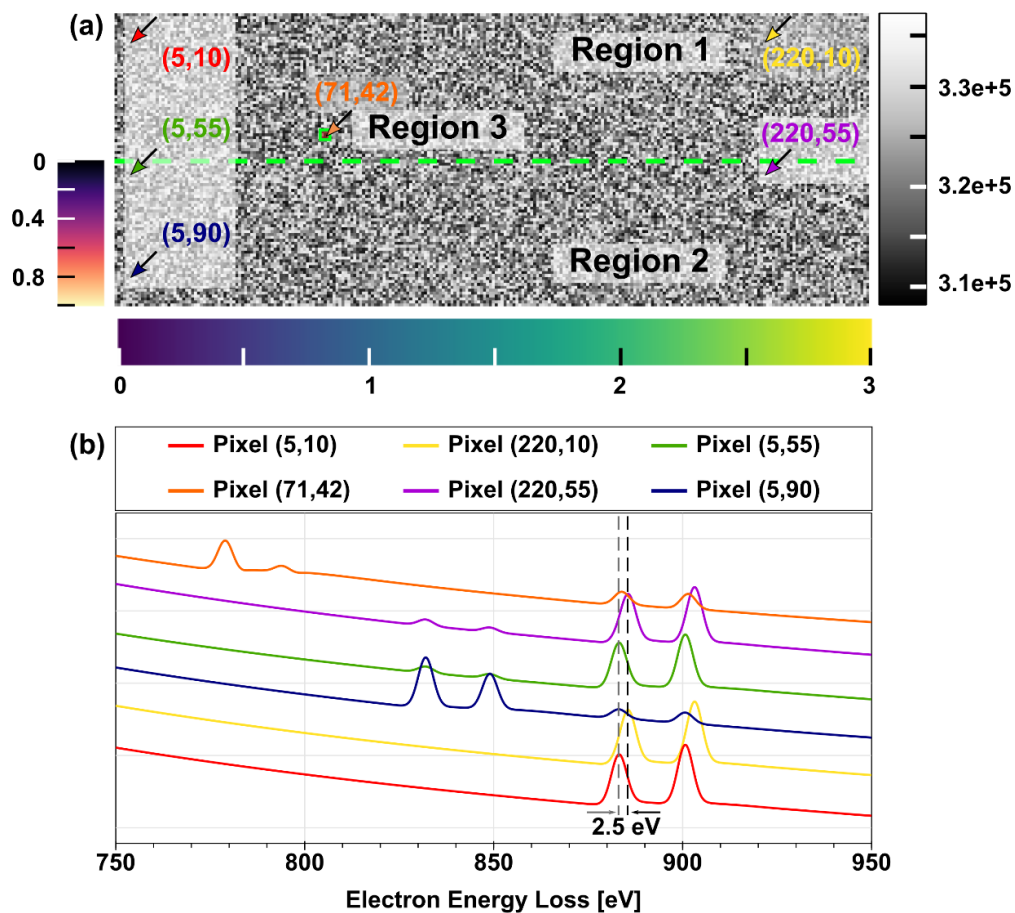 (a)
Region 1
(5,10)
(220,10)
(71,42)
Region 3
(5,55)
(220,55)
(5,90)
Region 2
0
0.4
0.8
3.3e+5
3.2e+5
3.1e+5
0 1 2 3
(b)
Pixel (5,10) Pixel (220,10) Pixel (5,55)
Pixel (71,42) Pixel (220,55) Pixel (5,90)
2.5 eV
750 800 850 900 950
Electron Energy Loss [eV]